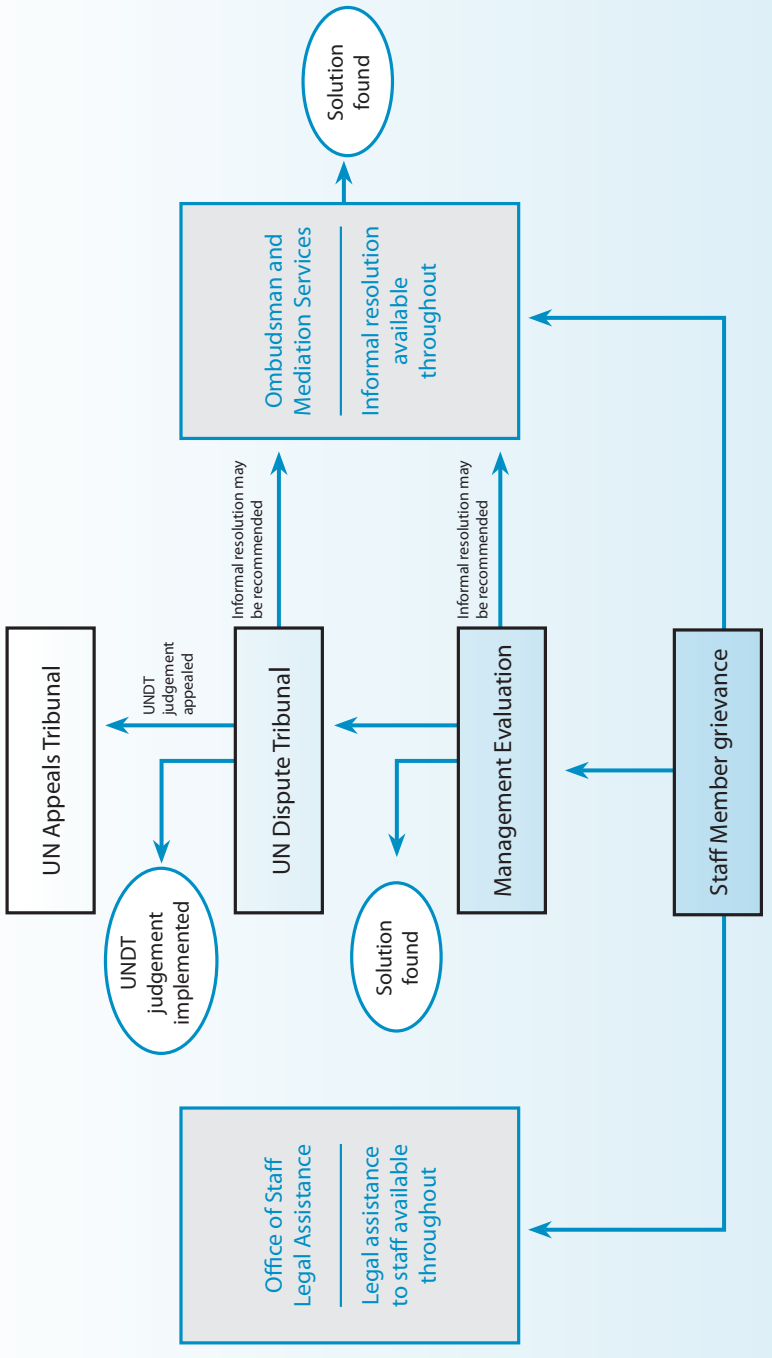 UN Appeals Tribunal
UNDT
judgement
appealed
UNDT
judgement
implemented
UN Dispute Tribunal
Informal resolution may
be recommended
Office of Staff
Legal Assistance
Legal assistance
to staff available
throughout
Solution
found
Management Evaluation
Informal resolution may
be recommended
Ombudsman and
Mediation Services
Informal resolution
available
throughout
Solution
found
Staff Member grievance